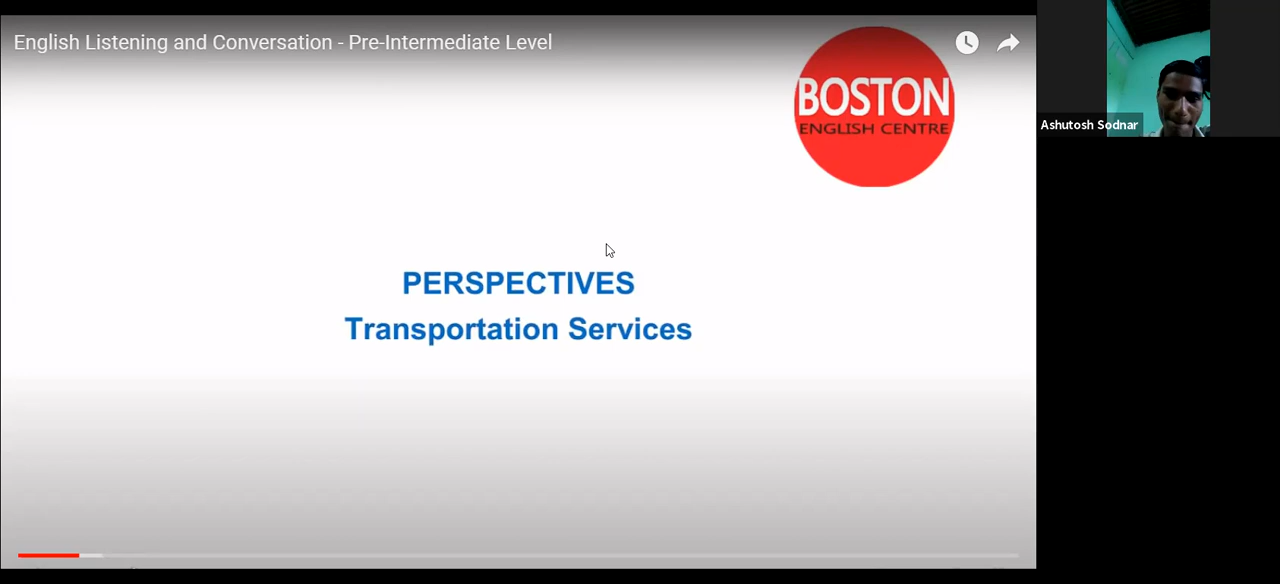 English Listening and Conversation - Pre-Intermediate Level
BOSTON
ENGLISH CENTRE
Ashutosh Sodnar
PERSPECTIVES
Transportation Services